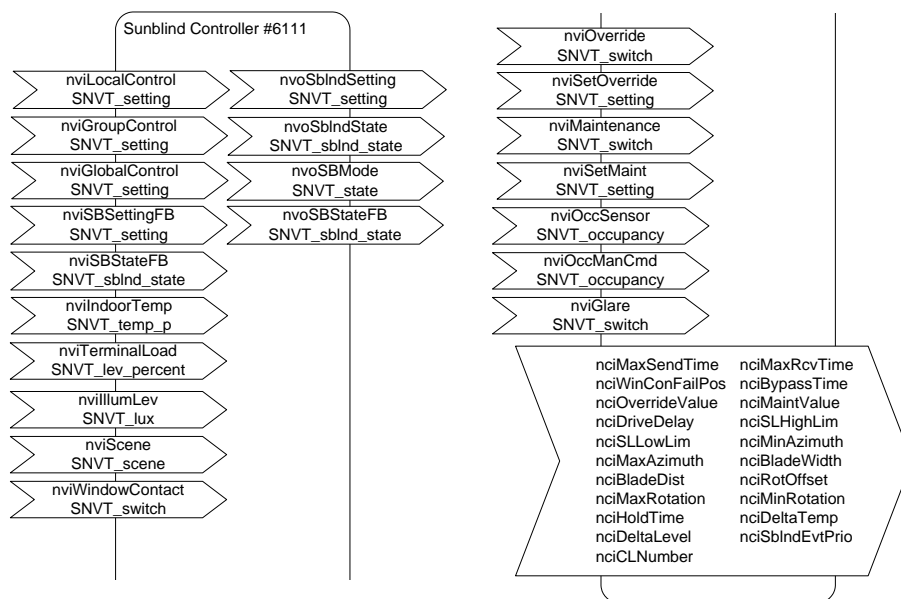 Sunblind Controller #6111
nviLocalControl
SNVT_setting
nviGroupControl
SNVT_setting
nviGlobalControl
SNVT_setting
nviSBSettingFB
SNVT_setting
nviSBStateFB
SNVT_sblnd_state
nviIndoorTemp
SNVT_temp_p
nviTerminalLoad
SNVT_lev_percent
nviIllumLev
SNVT_lux
nviScene
SNVT_scene
nviWindowContact
SNVT_switch
nvoSblndSetting
SNVT_setting
nvoSblndState
SNVT_sblnd_state
nvoSBMode
SNVT_state
nvoSBStateFB
SNVT_sblnd_state
nviOverride
SNVT_switch
nviSetOverride
SNVT_setting
nviMaintenance
SNVT_switch
nviSetMaint
SNVT_setting
nviOccSensor
SNVT_occupancy
nviOccManCmd
SNVT_occupancy
nviGlare
SNVT_switch
nciMaxSendTime nciMaxRcvTime
nciWinConFailPos nciBypassTime
nciOverrideValue nciMaintValue
nciDriveDelay nciSLHighLim
nciSLLowLim nciMinAzimuth
nciMaxAzimuth nciBladeWidth
nciBladeDist nciRotOffset
nciMaxRotation nciMinRotation
nciHoldTime nciDeltaTemp
nciDeltaLevel nciSblndEvtPrio
nciCLNumber